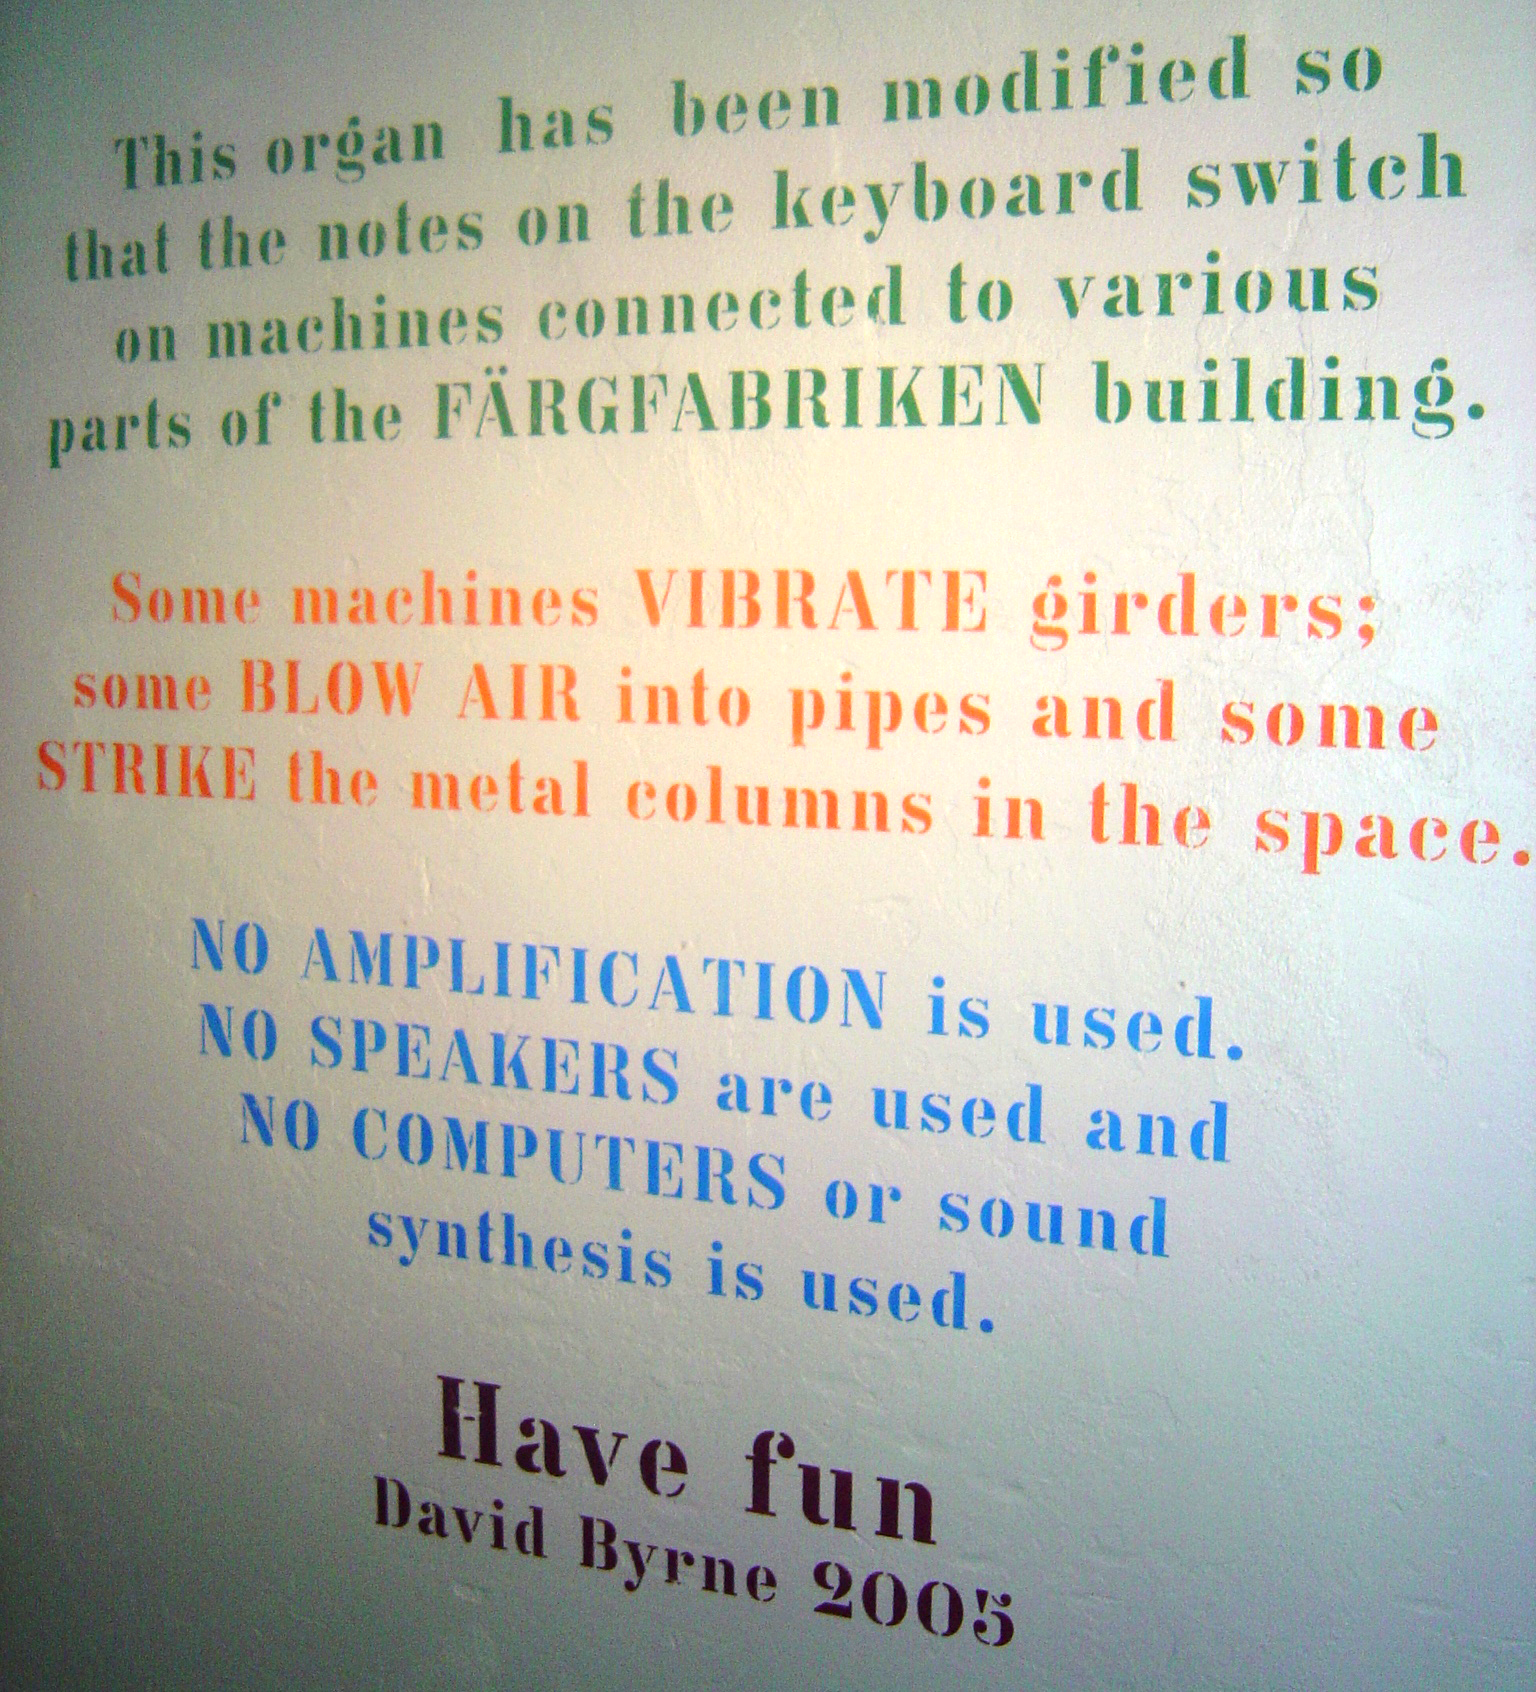 This organ has been modified so
that the notes on the keyboard switch
on machines connected to various
parts of the FÄRGFABRIKEN building.
Some machines VIBRATE girders;
some BLOW AIR into pipes and some
STRIKE the metal columns in the space.
NO AMPLIFICATION is used.
NO SPEAKERS are used and
NO COMPUTERS or sound
synthesis is used.
Have fun
David Byrne 2005